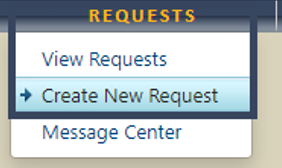 REQUESTS
View Requests
Create New Request
Message Center